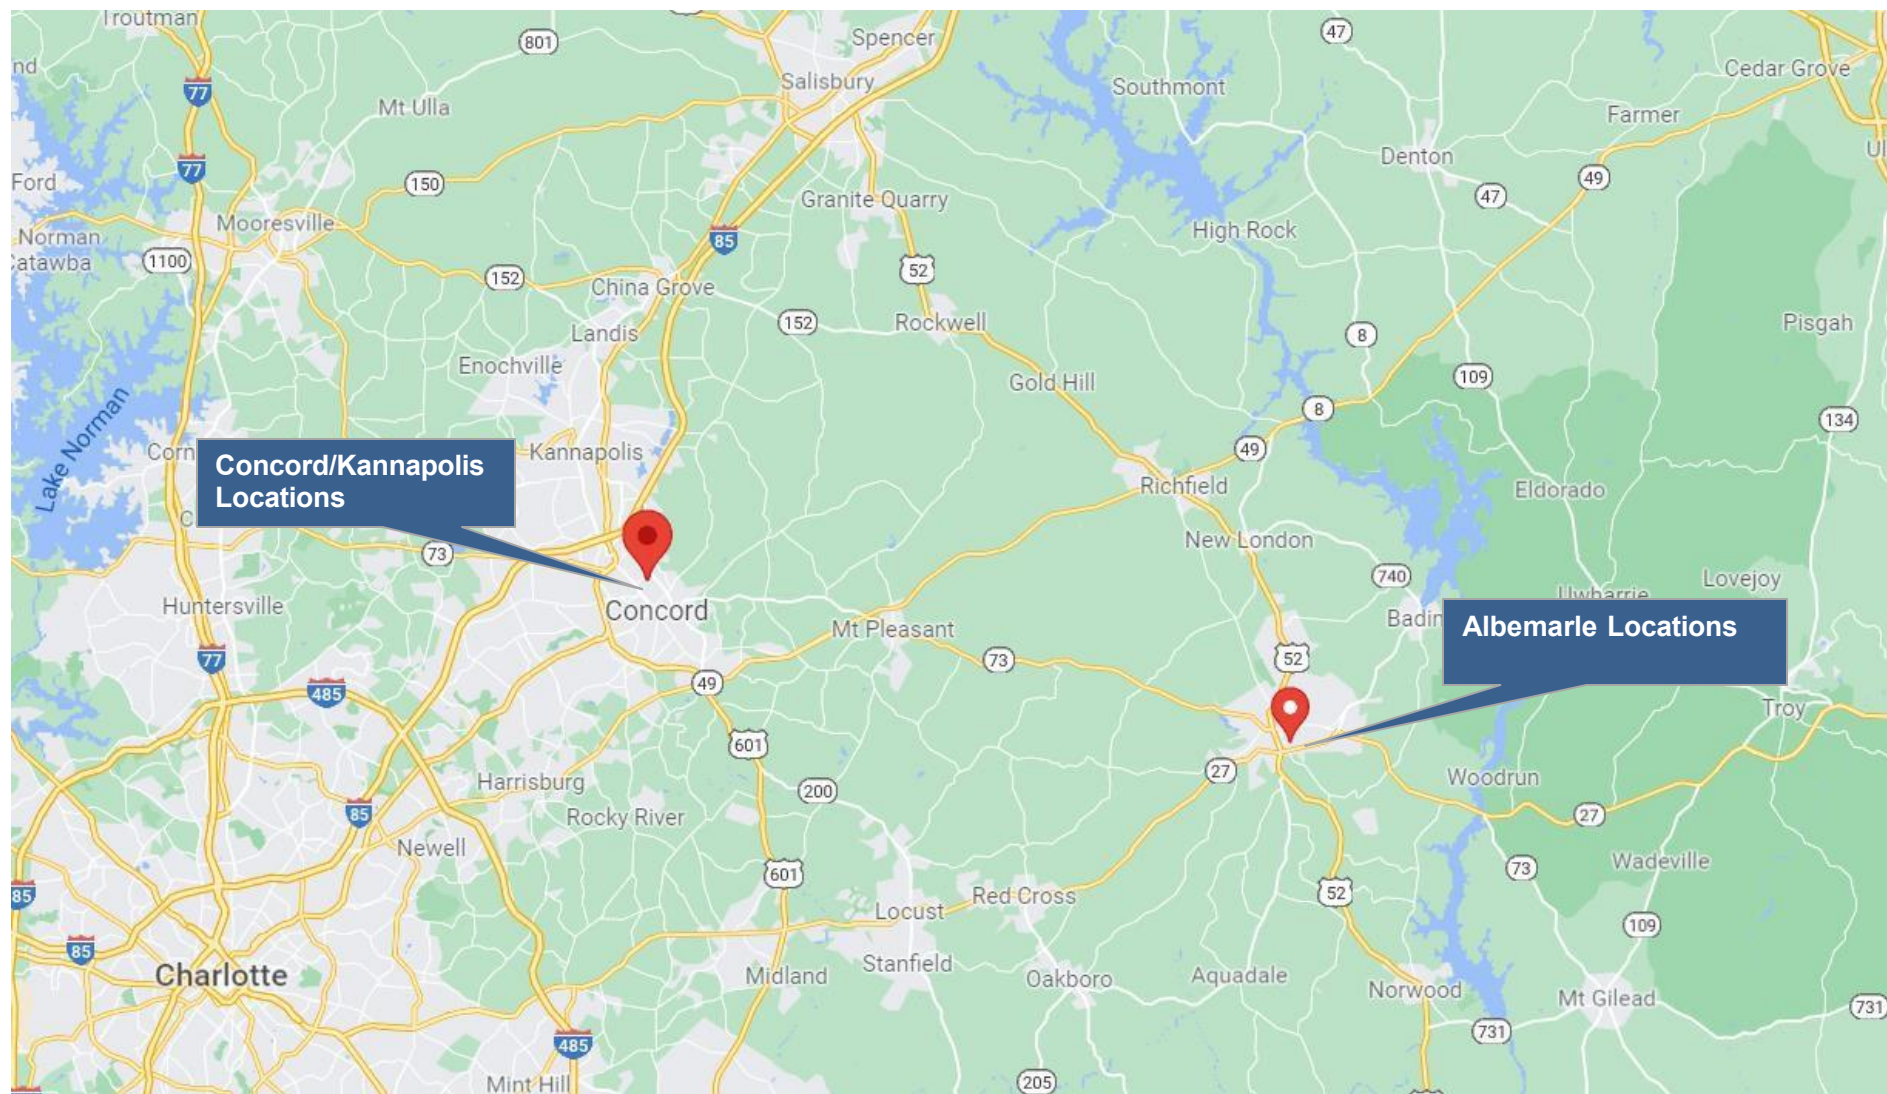 Troutman
801
Spencer
47
nd
77
Salisbury
Southmont
Cedar Grove
Mt Ulla
Farmer
77
Denton
Ul
Ford
150
Granite Quarry
47
49
Mooresville
Norman
Catawba
1100
85
High Rock
152
China Grove
52
152
Rockwell
Landis
8
Pisgah
Enochville
Gold Hill
109
8
134
Lake Norman
Corn
Kannapolis
49
Concord/Kannapolis
Locations
Richfield
Eldorado
C
73
New London
740
Lovejoy
Uwharrie
Huntersville
Concord
Mt Pleasant
Badin
Albemarle Locations
77
73
52
485
49
Troy
601
27
Woodrun
Harrisburg
200
Rocky River
85
27
Newell
Wadeville
601
73
85
52
Red Cross
Locust
109
85
Charlotte
Midland
Stanfield
Oakboro
Aquadale
Norwood
Mt Gilead
731
731
485
Mint Hill
205